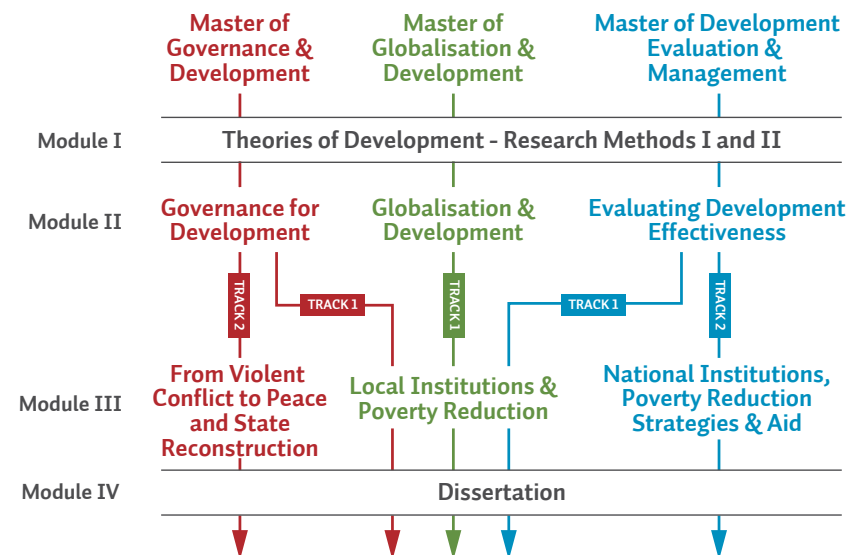 Master of
Governance &
Development
Master of
Globalisation &
Development
Master of Development
Evaluation &
Management
Module I
Theories of Development - Research Methods I and II
Module II
Governance for
Development
Globalisation &
Development
Evaluating Development
Effectiveness
TRACK 2
TRACK 1
TRACK 1
TRACK 1
TRACK 2
Module III
From Violent
Conflict to Peace
and State
Reconstruction
Local Institutions &
Poverty Reduction
National Institutions,
Poverty Reduction
Strategies & Aid
Module IV
Dissertation